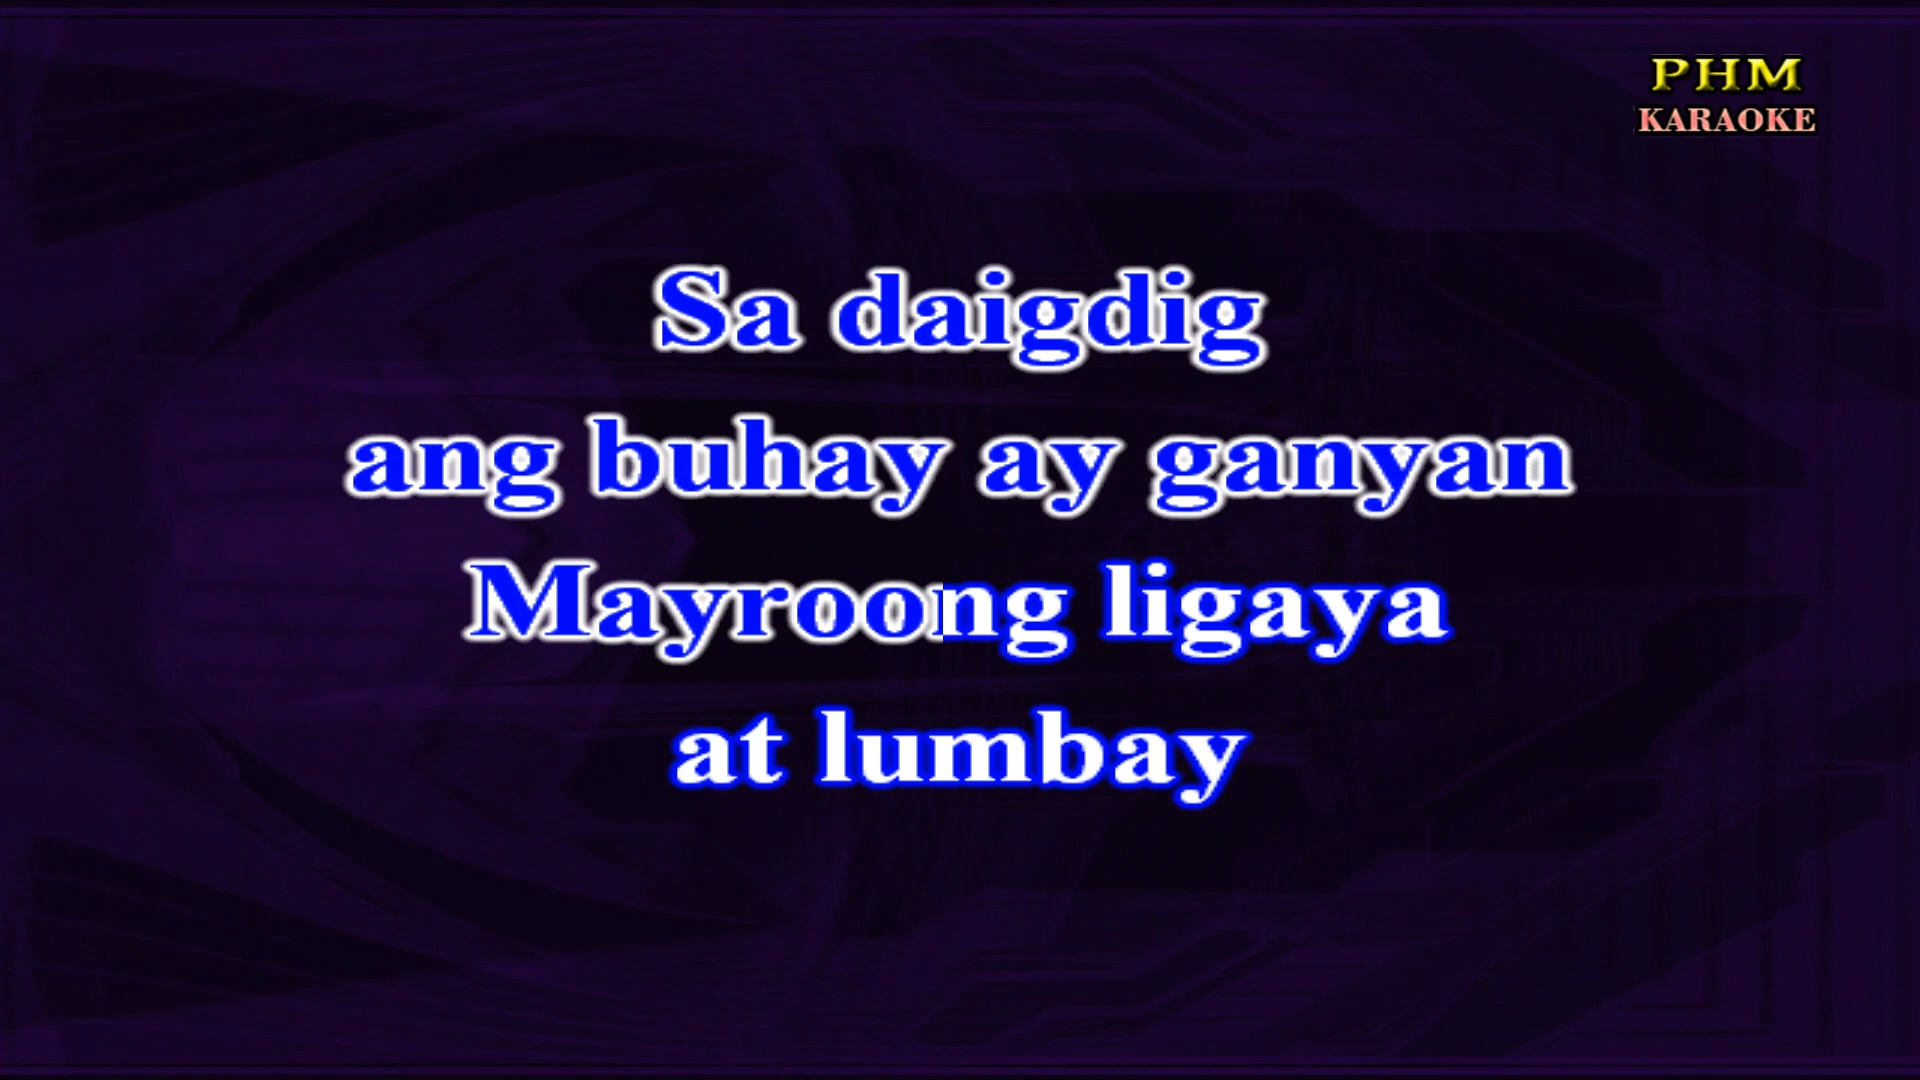 PHM
KARAOKE
Sa daigdig
ang buhay ay ganyan
Mayroong ligaya
at lumbay